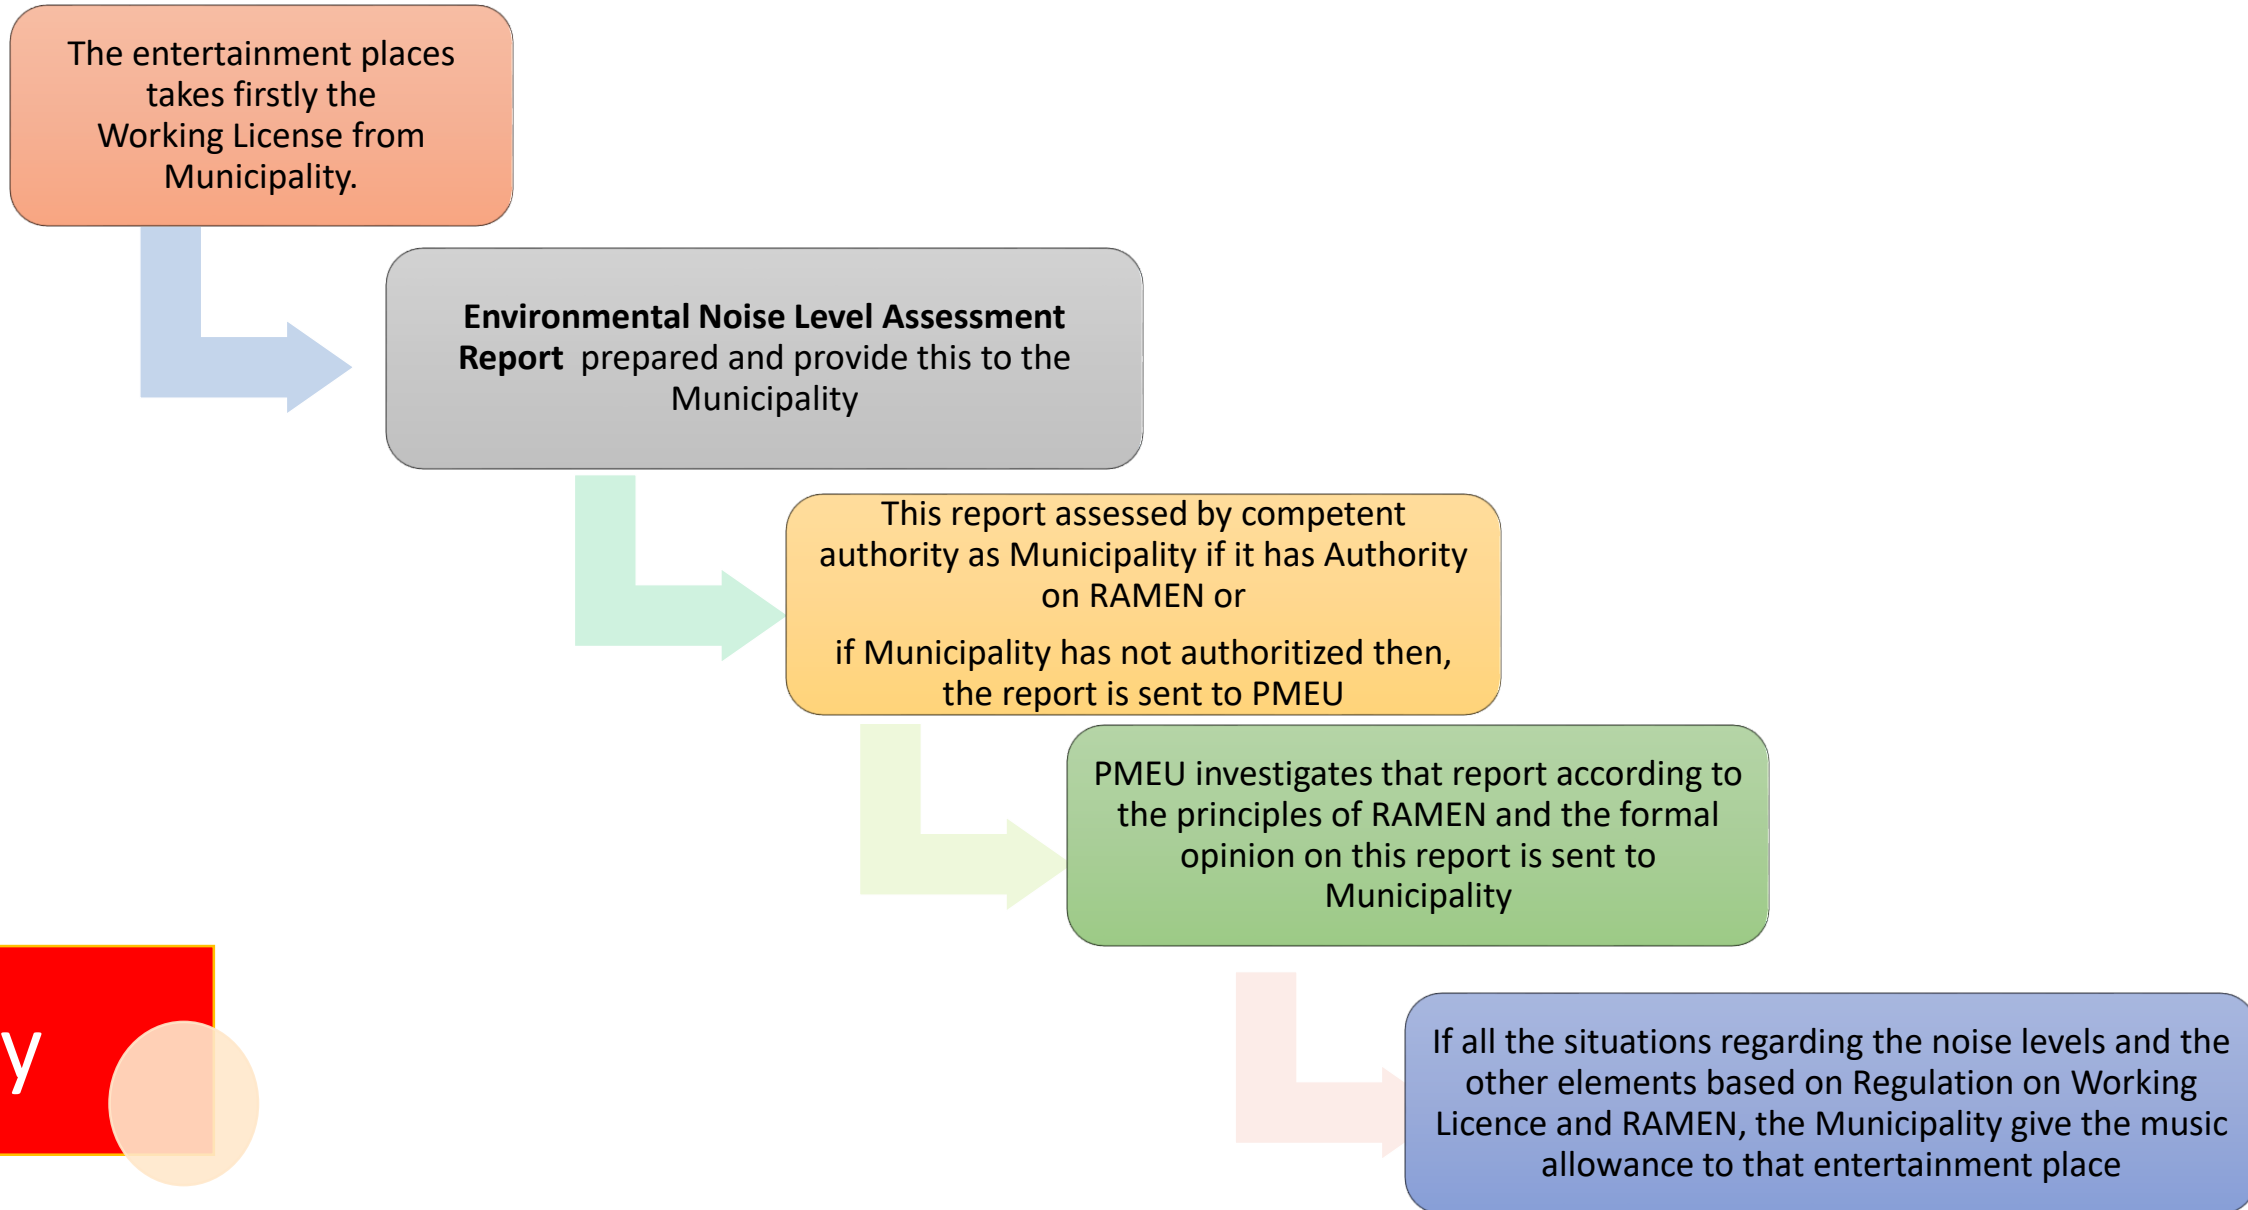 The entertainment places
takes firstly the
Working License from
Municipality.
Environmental Noise Level Assessment
Report  prepared and provide this to the
Municipality
This report assessed by competent
authority as Municipality if it has Authority
on RAMEN or
if Municipality has not authoritized then,
the report is sent to PMEU
PMEU investigates that report according to
the principles of RAMEN and the formal
opinion on this report is sent to
Municipality
If all the situations regarding the noise levels and the
other elements based on Regulation on Working
Licence and RAMEN, the Municipality give the music
allowance to that entertainment place
y